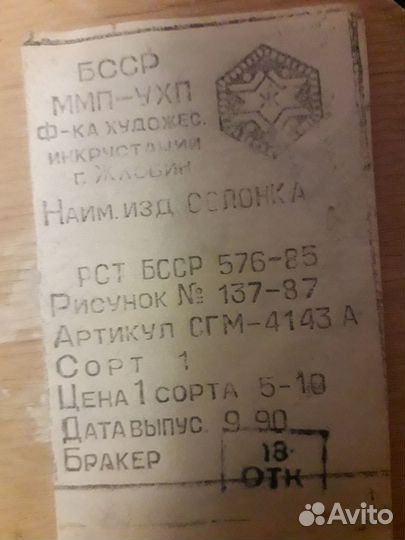 БССР
ММП-УХП
Ф-КА ХУДОЖЕС.
ИНКРУСТАЦИИ
Г. ЖЛОБИН
Ж
НАИМ. ИЗД СОЛОНКА
РСТ БССР 576-85
РИСУНОК № 137-87
АРТИКУЛ СГМ-4143 А
СОРТ 1
ЦЕНА 1 СОРТА 5-10
ДАТА ВЫПУС. 9 90
БРАКЕР
18
ОТК
Avito